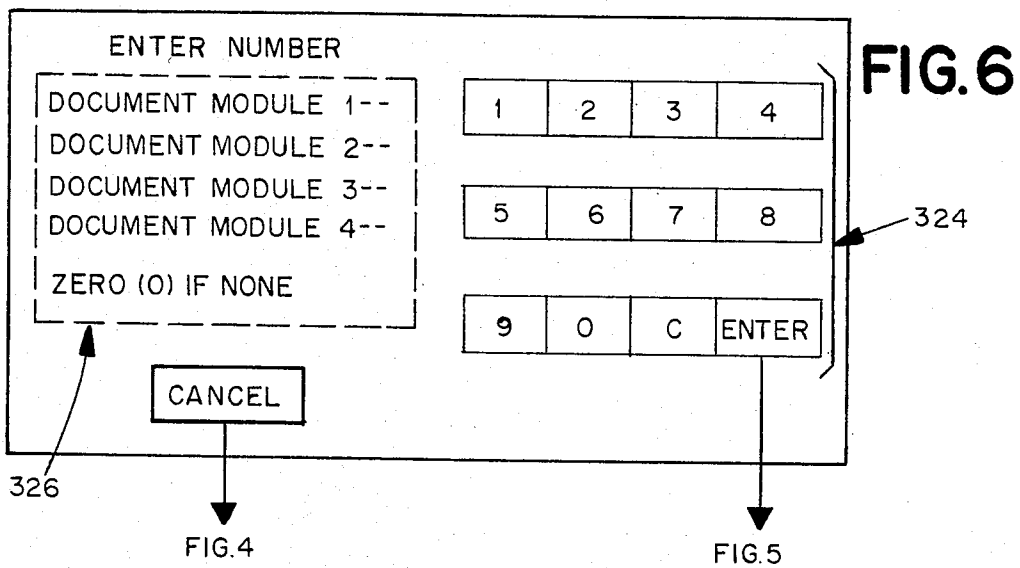 FIG.6
ENTER NUMBER
DOCUMENT MODULE 1--
DOCUMENT MODULE 2--
DOCUMENT MODULE 3--
DOCUMENT MODULE 4--
ZERO (0) IF NONE
1 2 3 4
5 6 7 8
9 0 C ENTER
324
CANCEL
326
FIG.4
FIG.5